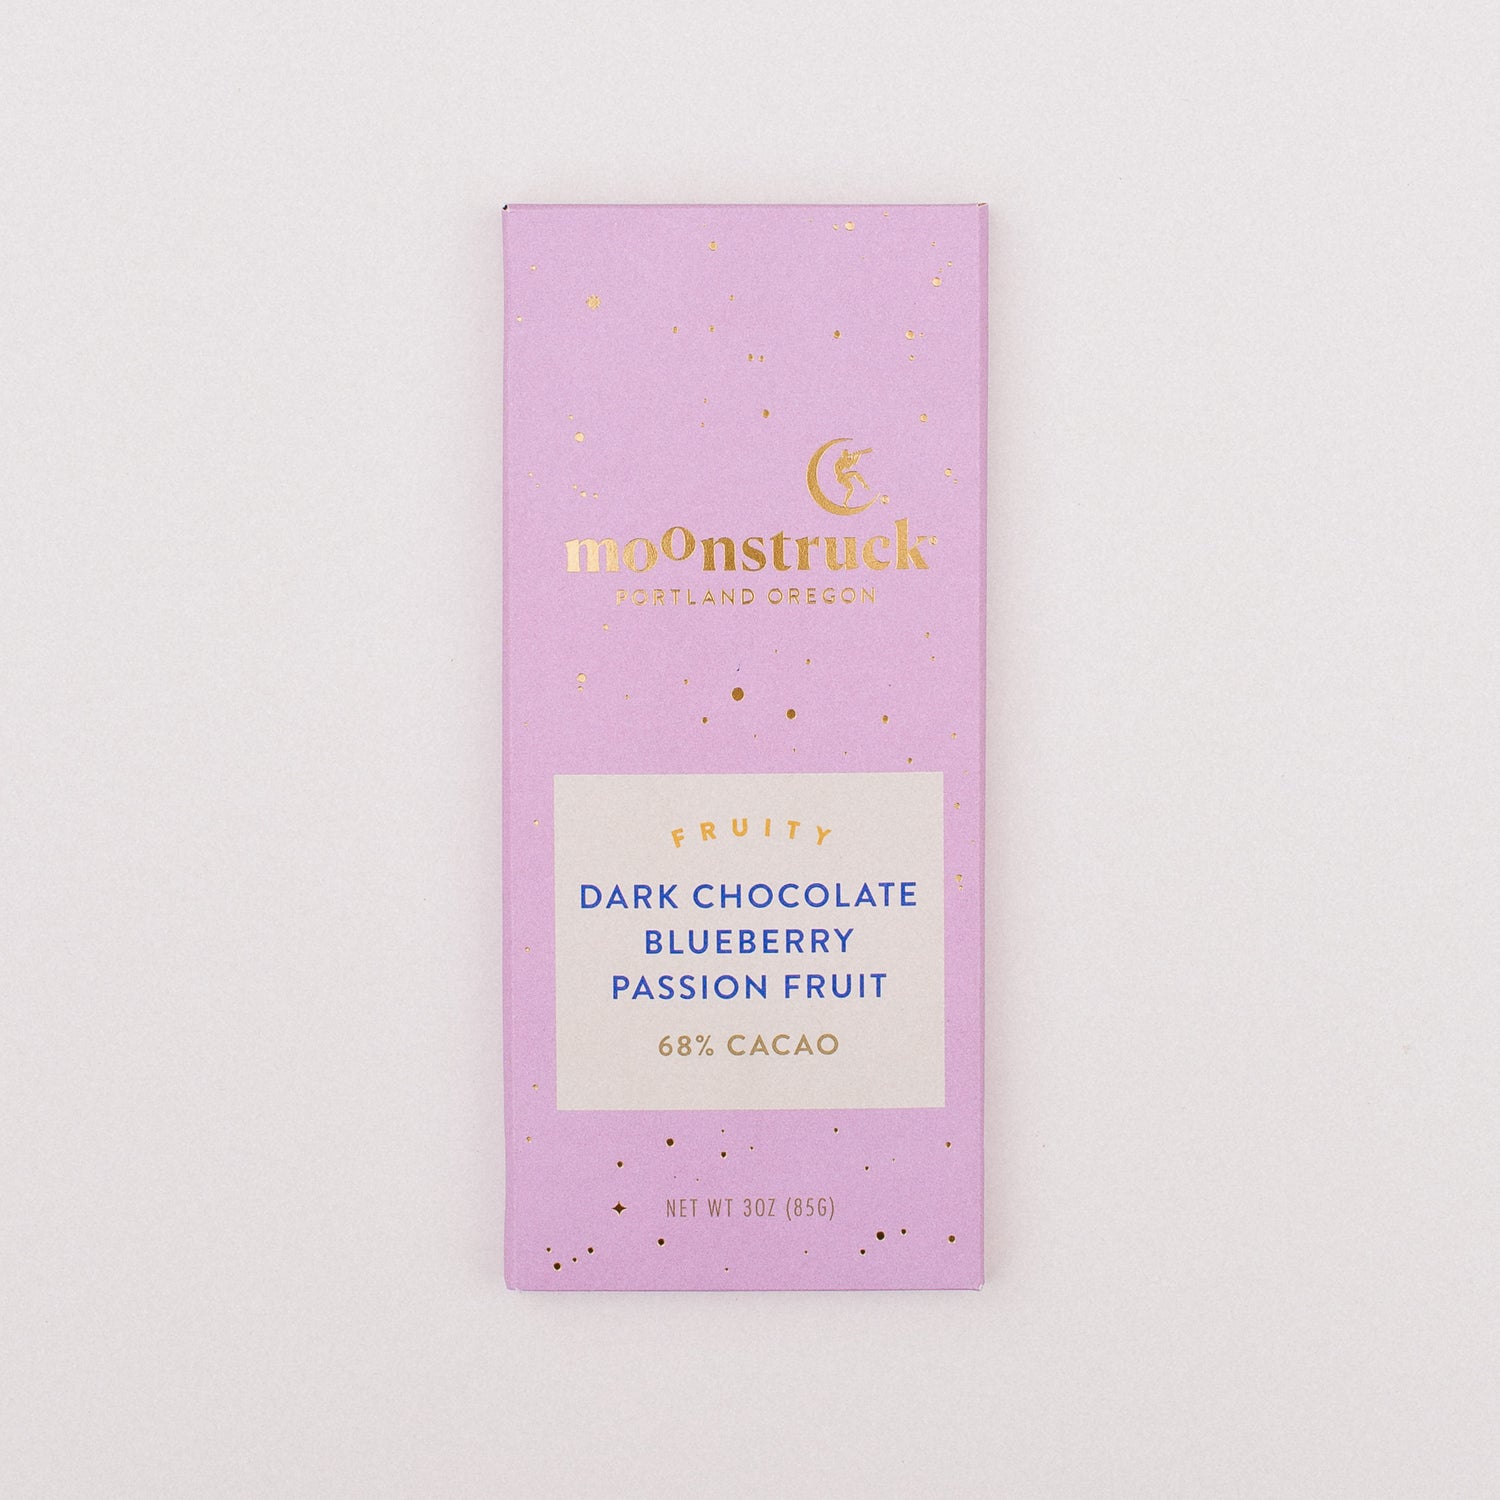 moonstruck
PORTLAND OREGON
FRUITY
DARK CHOCOLATE
BLUEBERRY
PASSION FRUIT
68% CACAO
NET WT 3OZ (85G)